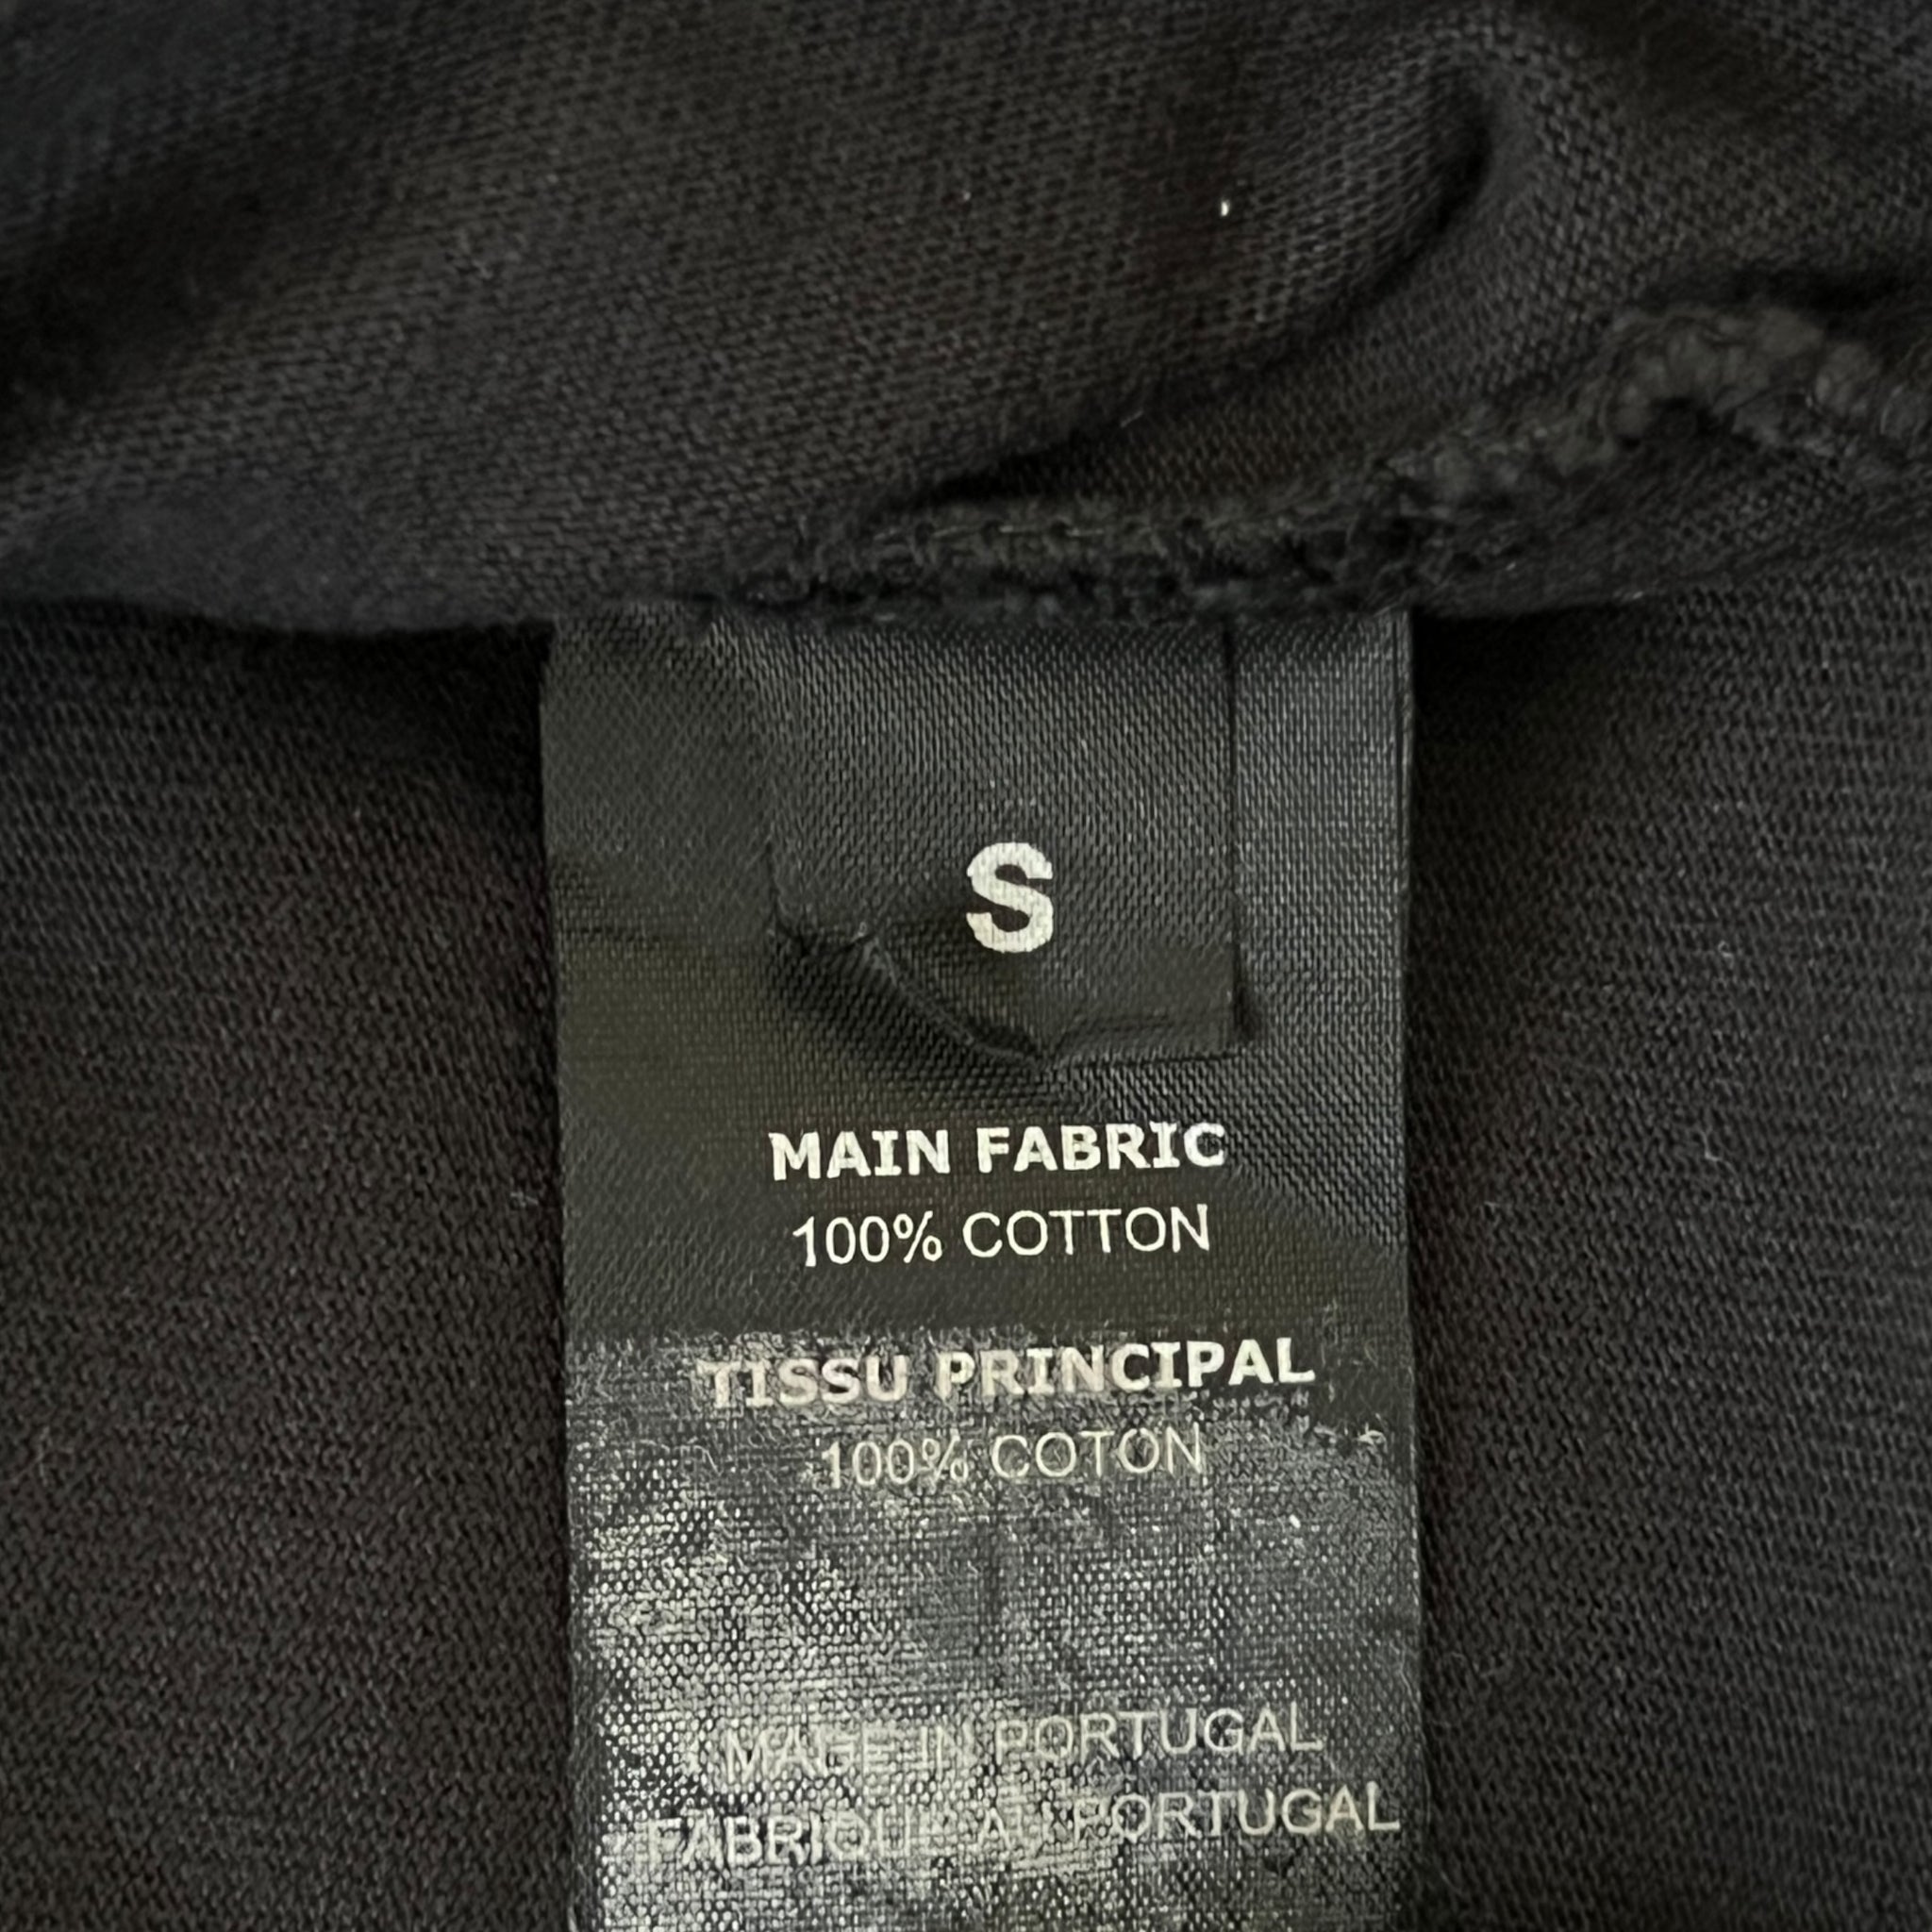 S
MAIN FABRIC
100% COTTON
TISSU PRINCIPAL
100% COTON
MADE IN PORTUGAL
FABRIQUÉ AU PORTUGAL